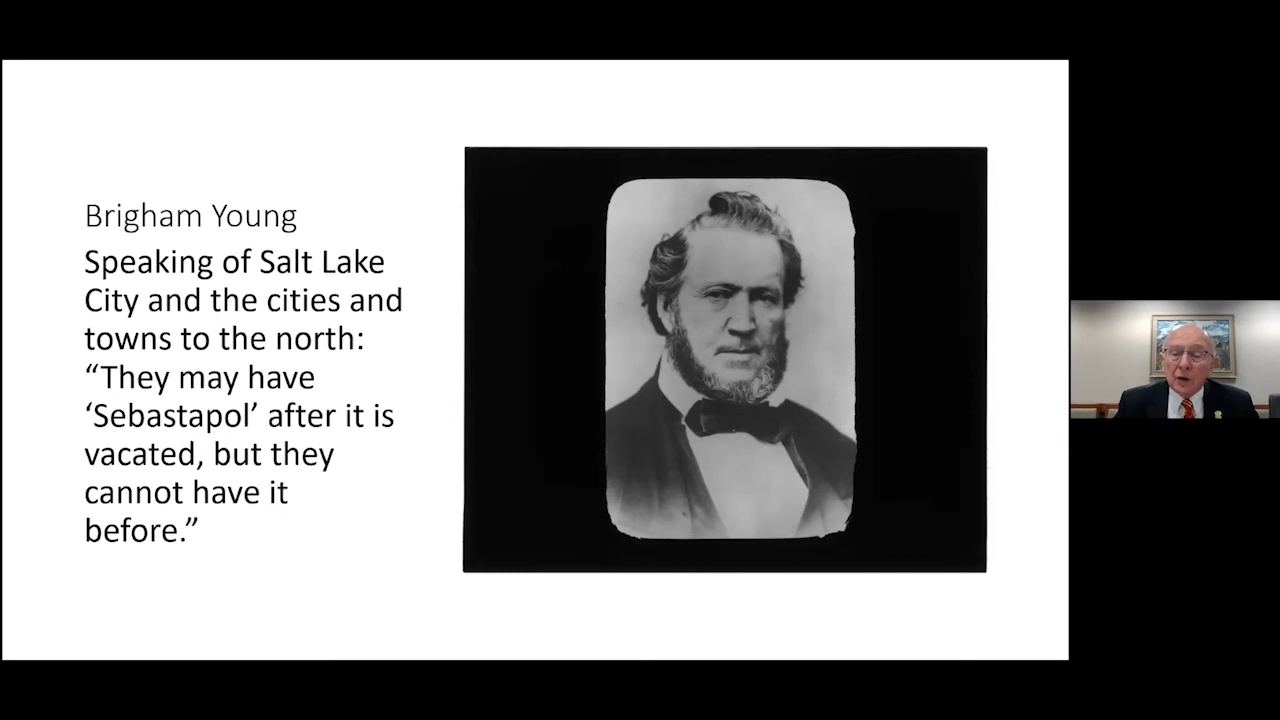 Brigham Young
Speaking of Salt Lake
City and the cities and
towns to the north:
“They may have
‘Sebastapol’ after it is
vacated, but they
cannot have it
before.”